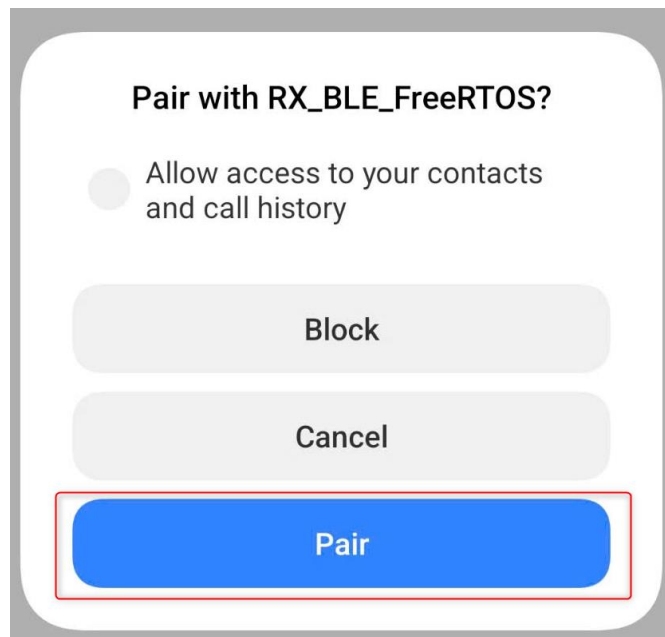 Pair with RX_BLE_FreeRTOS?
Allow access to your contacts
and call history
Block
Cancel
Pair